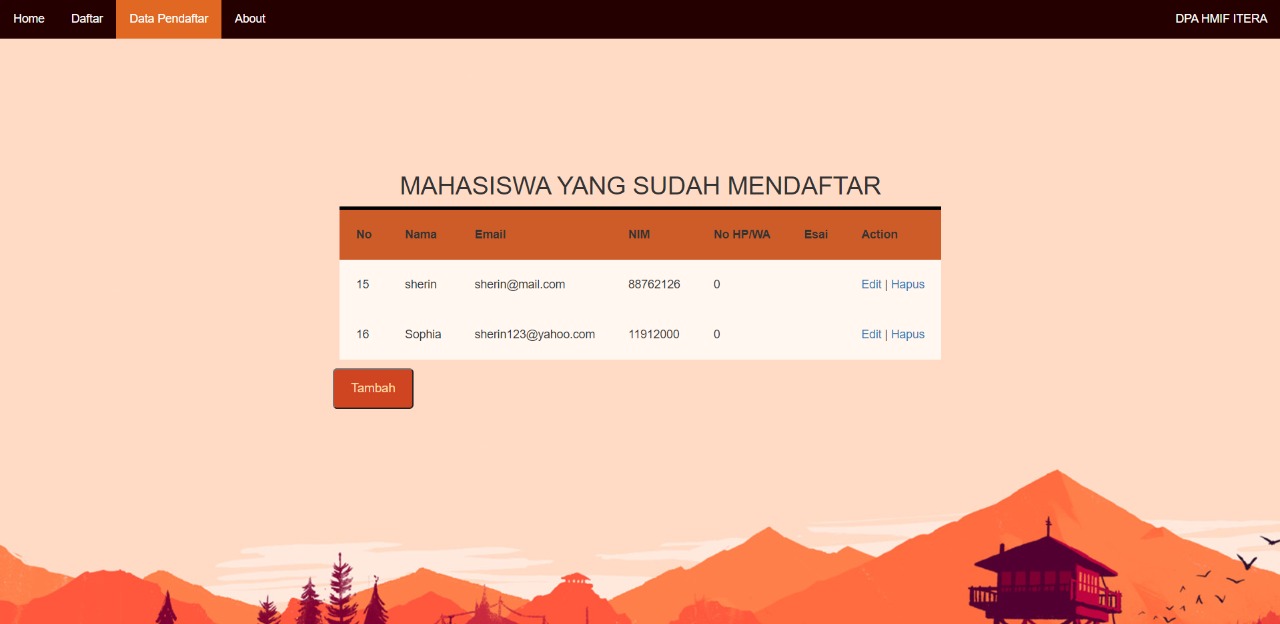 Home Daftar Data Pendaftar About DPA HMIF ITERA
MAHASISWA YANG SUDAH MENDAFTAR
No Nama Email NIM No HP/WA Esai Action
15 sherin sherin@mail.com 88762126 0 Edit | Hapus
16 Sophia sherin123@yahoo.com 11912000 0 Edit | Hapus
Tambah